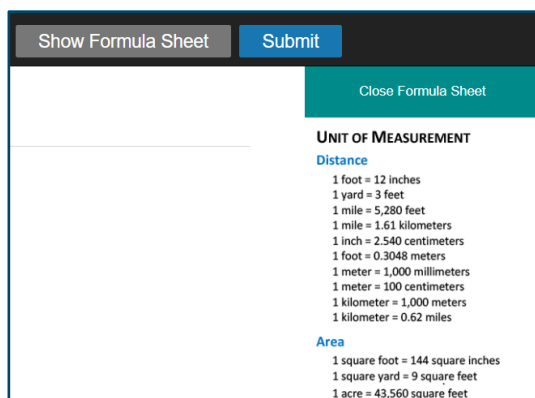 Show Formula Sheet
Submit
Close Formula Sheet
UNIT OF MEASUREMENT
Distance
1 foot = 12 inches
1 yard = 3 feet
1 mile = 5,280 feet
1 mile = 1.61 kilometers
1 inch = 2.540 centimeters
1 foot = 0.3048 meters
1 meter = 1,000 millimeters
1 meter = 100 centimeters
1 kilometer = 1,000 meters
1 kilometer = 0.62 miles
Area
1 square foot = 144 square inches
1 square yard = 9 square feet
1 acre = 43,560 square feet